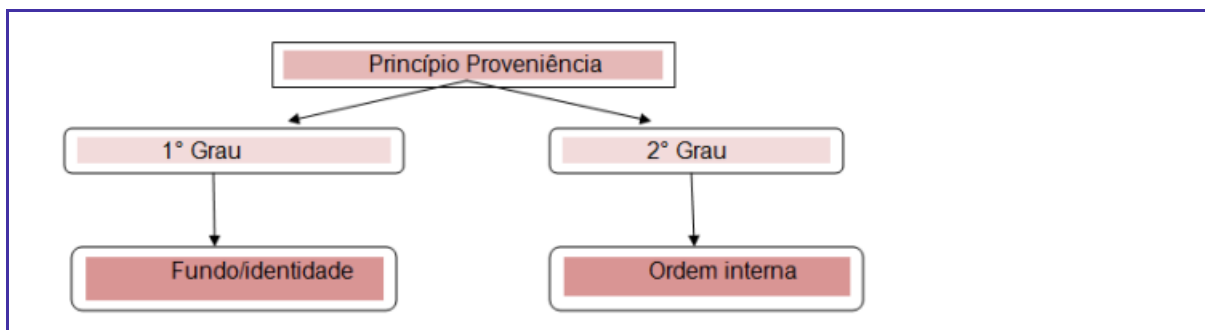 Princípio Proveniência
1° Grau
2° Grau
Fundo/identidade
Ordem interna